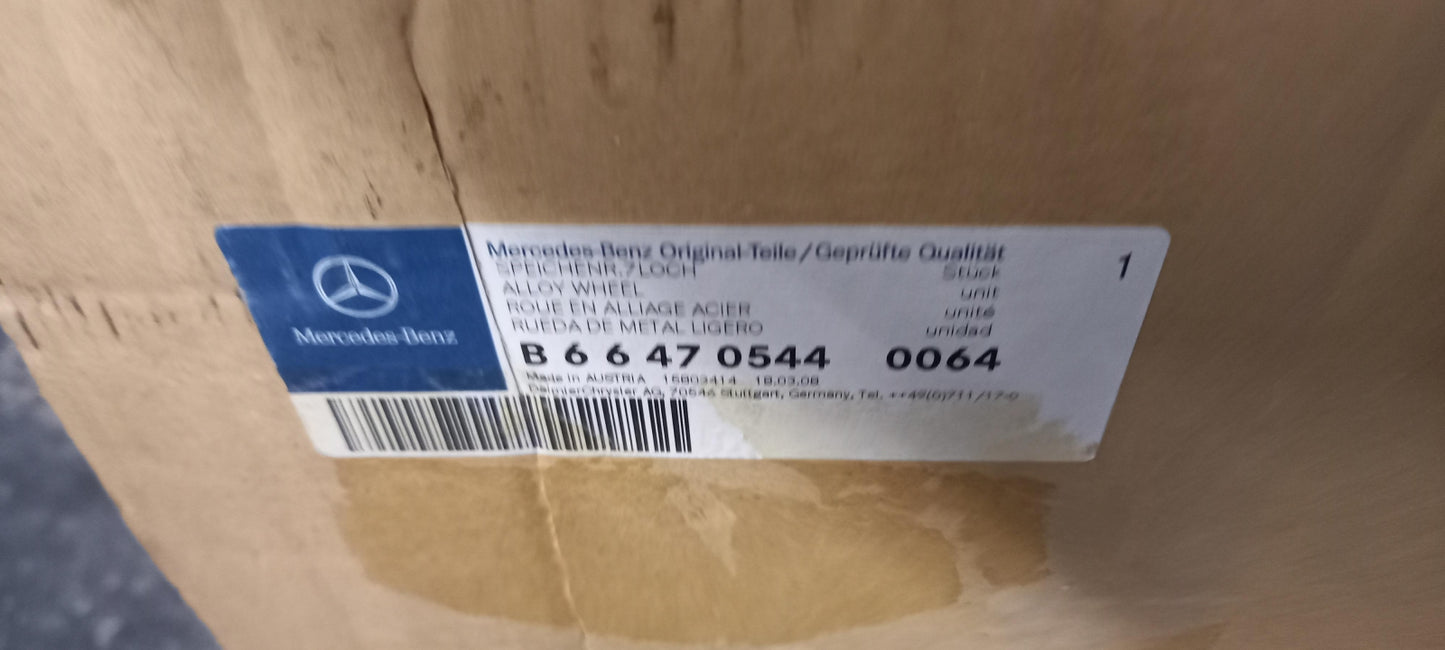 Mercedes-Benz
Mercedes-Benz Original-Teile/Geprüfte Qualität
1
SPEICHENR.7LOCH Stück
ALLOY WHEEL unit
ROUE EN ALLIAGE ACIER unité
RUEDA DE METAL LIGERO unidad
B 6 6 47 0544 0064
Made in AUSTRIA 15803414 18.03.08
DaimlerChrysler AG, 70546 Stuttgart, Germany, Tel. ++49(0)711/17-0